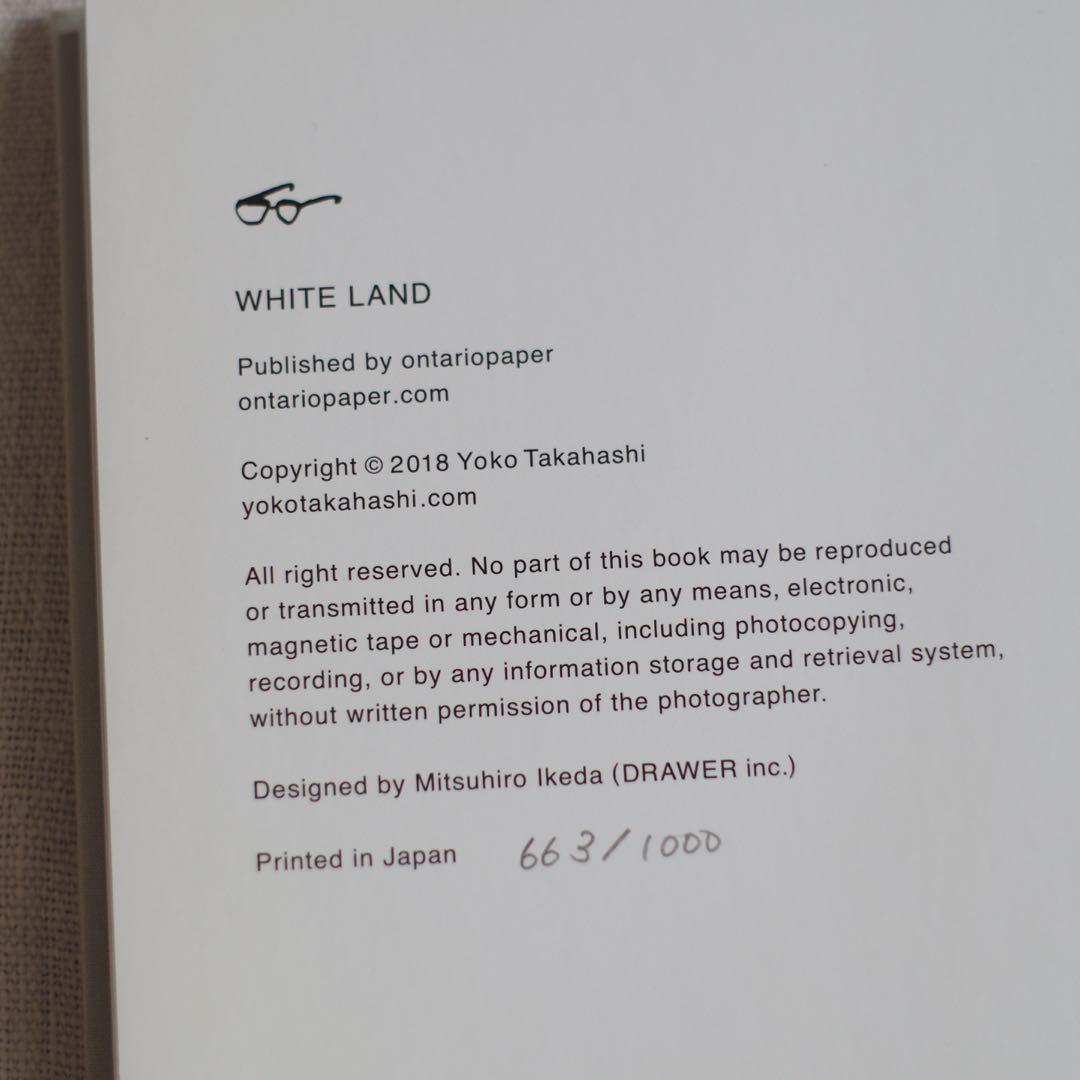 WHITE LAND
Published by ontariopaper
ontariopaper.com
Copyright © 2018 Yoko Takahashi
yokotakahashi.com
All right reserved. No part of this book may be reproduced
or transmitted in any form or by any means, electronic,
magnetic tape or mechanical, including photocopying,
recording, or by any information storage and retrieval system,
without written permission of the photographer.
Designed by Mitsuhiro Ikeda (DRAWER inc.)
Printed in Japan 663/1000